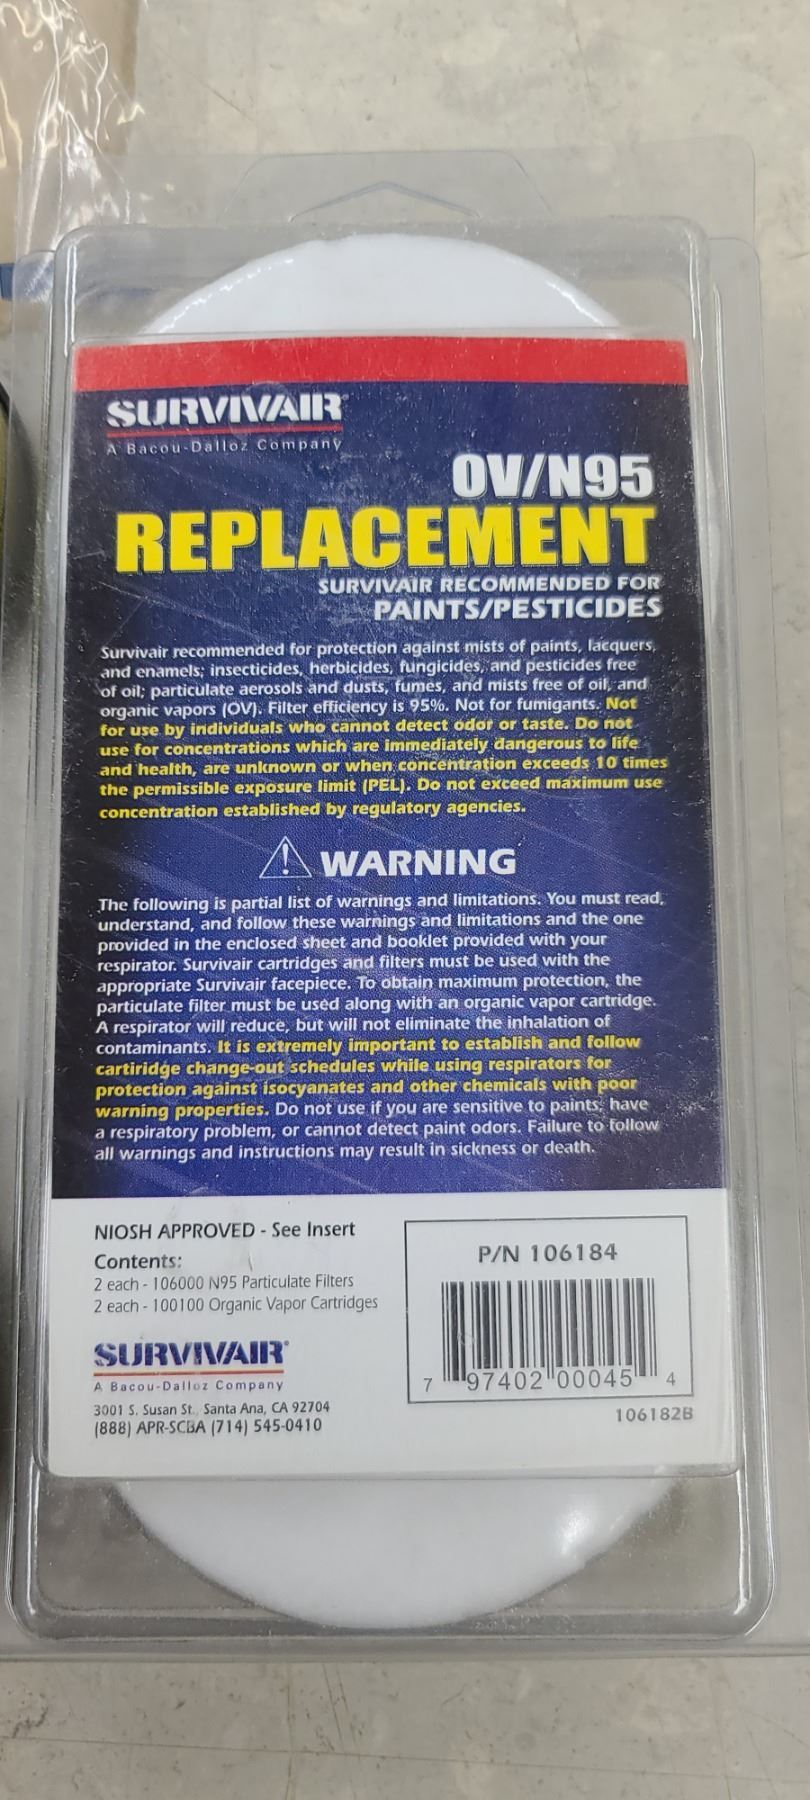 SURVIVAIR®
A Bacou-Dalloz Company
OV/N95
REPLACEMENT
SURVIVAIR RECOMMENDED FOR
PAINTS/PESTICIDES
Survivair recommended for protection against mists of paints, lacquers,
and enamels; insecticides, herbicides, fungicides, and pesticides free
of oil; particulate aerosols and dusts, fumes, and mists free of oil, and
organic vapors (OV). Filter efficiency is 95%. Not for fumigants. Not
for use by individuals who cannot detect odor or taste. Do not
use for concentrations which are immediately dangerous to life
and health, are unknown or when concentration exceeds 10 times
the permissible exposure limit (PEL). Do not exceed maximum use
concentration established by regulatory agencies.
WARNING
The following is partial list of warnings and limitations. You must read,
understand, and follow these warnings and limitations and the one
provided in the enclosed sheet and booklet provided with your
respirator. Survivair cartridges and filters must be used with the
appropriate Survivair facepiece. To obtain maximum protection, the
particulate filter must be used along with an organic vapor cartridge.
A respirator will reduce, but will not eliminate the inhalation of
contaminants. It is extremely important to establish and follow
cartiridge change-out schedules while using respirators for
protection against isocyanates and other chemicals with poor
warning properties. Do not use if you are sensitive to paints, have
a respiratory problem, or cannot detect paint odors. Failure to follow
all warnings and instructions may result in sickness or death.
NIOSH APPROVED - See Insert
Contents:
2 each - 106000 N95 Particulate Filters
2 each - 100100 Organic Vapor Cartridges
SURVIVAIR®
A Bacou-Dalloz Company
3001 S. Susan St., Santa Ana, CA 92704
(888) APR-SCBA (714) 545-0410
P/N 106184
7 97402 00045 4
106182B